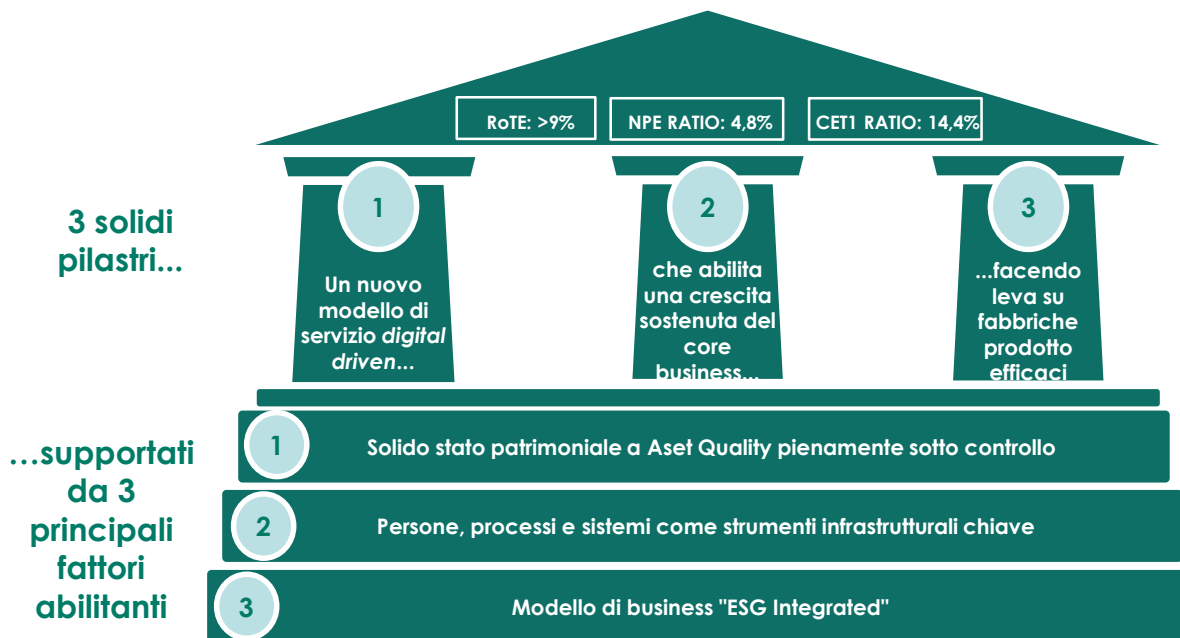 RoTE: >9%
NPE RATIO: 4,8%
CET1 RATIO: 14,4%
3 solidi
pilastri...
1
Un nuovo
modello di
servizio digital
driven...
2
che abilita
una crescita
sostenuta del
core
business...
3
...facendo
leva su
fabbriche
prodotto
efficaci
...supportati
da 3
principali
fattori
abilitanti
1
Solido stato patrimoniale a Aset Quality pienamente sotto controllo
2
Persone, processi e sistemi come strumenti infrastrutturali chiave
3
Modello di business "ESG Integrated"